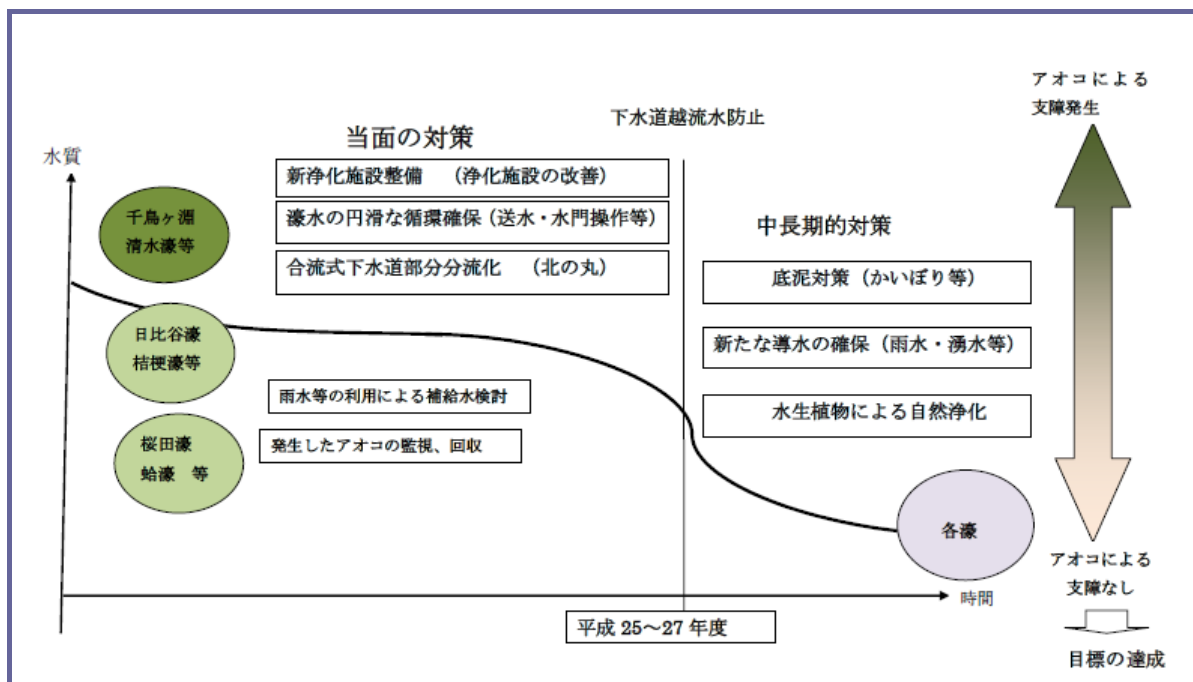 アオコによる
支障発生
下水道越流水防止
当面の対策
水質
新浄化施設整備　（浄化施設の改善）
千鳥ヶ淵
清水濠等
濠水の円滑な循環確保（送水・水門操作等）
中長期的対策
合流式下水道部分分流化　（北の丸）
底泥対策（かいぼり等）
日比谷濠
桔梗濠等
新たな導水の確保（雨水・湧水等）
雨水等の利用による補給水検討
水生植物による自然浄化
桜田濠
蛤濠　等
発生したアオコの監視、回収
各濠
アオコによる
支障なし
時間
平成 25～27 年度
目標の達成